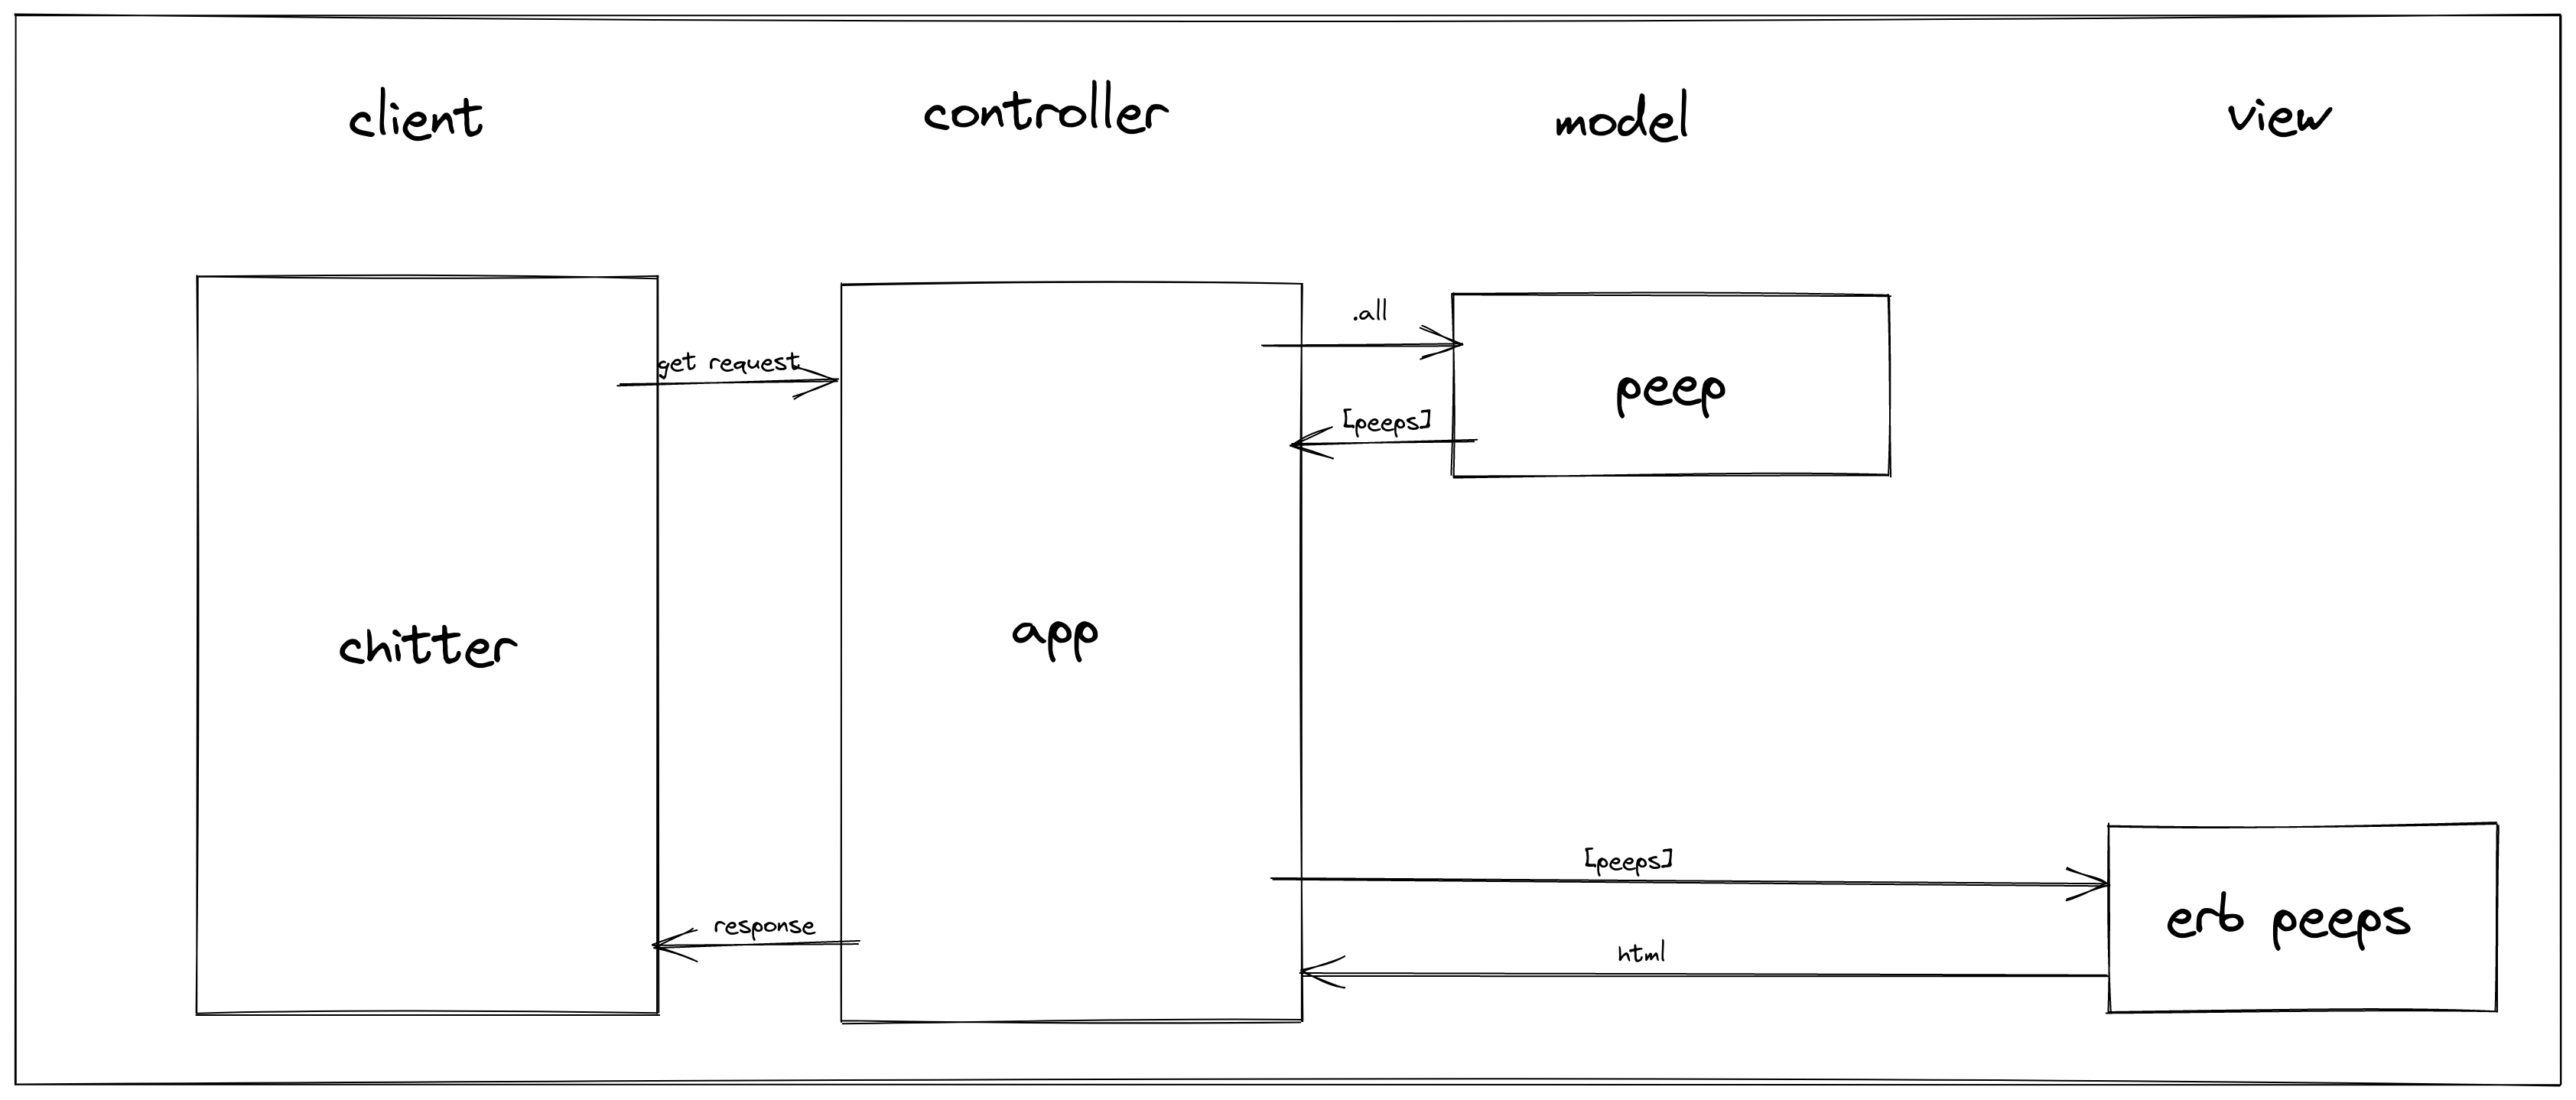 client
controller
model
view
.all
get request
peep
[peeps]
chitter
app
[peeps]
response
erb peeps
html